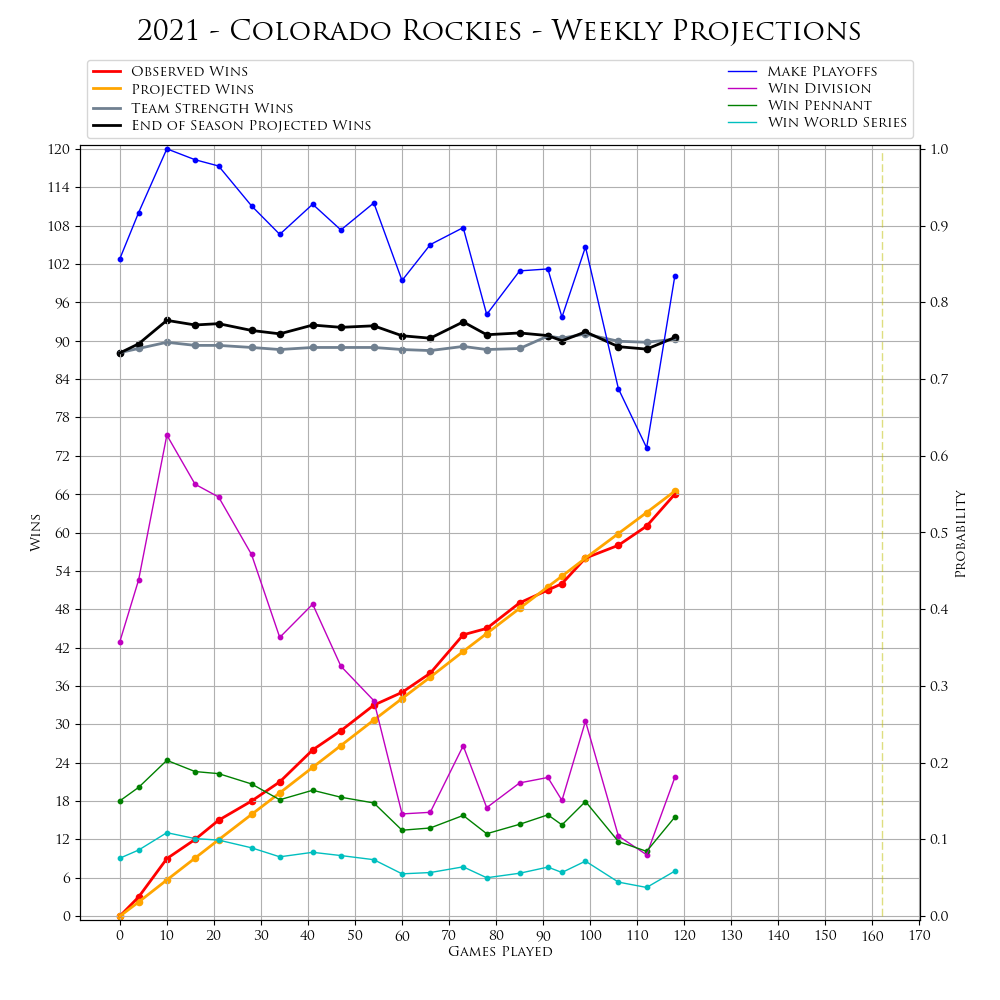 2021 - Colorado Rockies - Weekly Projections
Observed Wins
Projected Wins
Team Strength Wins
End of Season Projected Wins
Make Playoffs
Win Division
Win Pennant
Win World Series
120
114
108
102
96
90
84
78
72
66
60
54
48
42
36
30
24
18
12
6
0
Wins
1.0
0.9
0.8
0.7
0.6
0.5
0.4
0.3
0.2
0.1
0.0
Probability
0 10 20 30 40 50 60 70 80 90 100 110 120 130 140 150 160 170
Games Played